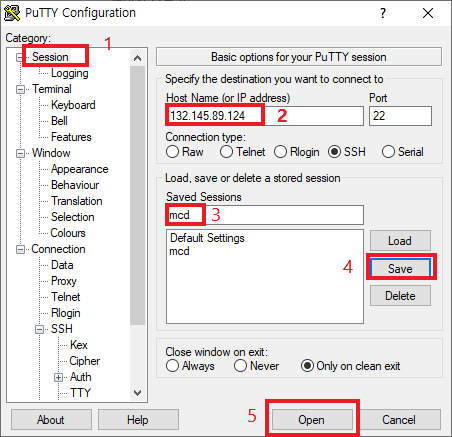 PuTTY Configuration
Category:
1
Session
Logging
Terminal
Keyboard
Bell
Features
Window
Appearance
Behaviour
Translation
Selection
Colours
Connection
Data
Proxy
Telnet
Rlogin
SSH
Kex
Cipher
Auth
TTY
Basic options for your PuTTY session
Specify the destination you want to connect to
Host Name (or IP address) Port
132.145.89.124 2 22
Connection type:
Raw Telnet Rlogin SSH Serial
Load, save or delete a stored session
Saved Sessions
mcd 3
Default Settings
mcd
Load
4 Save
Delete
Close window on exit:
Always Never Only on clean exit
About Help 5 Open Cancel